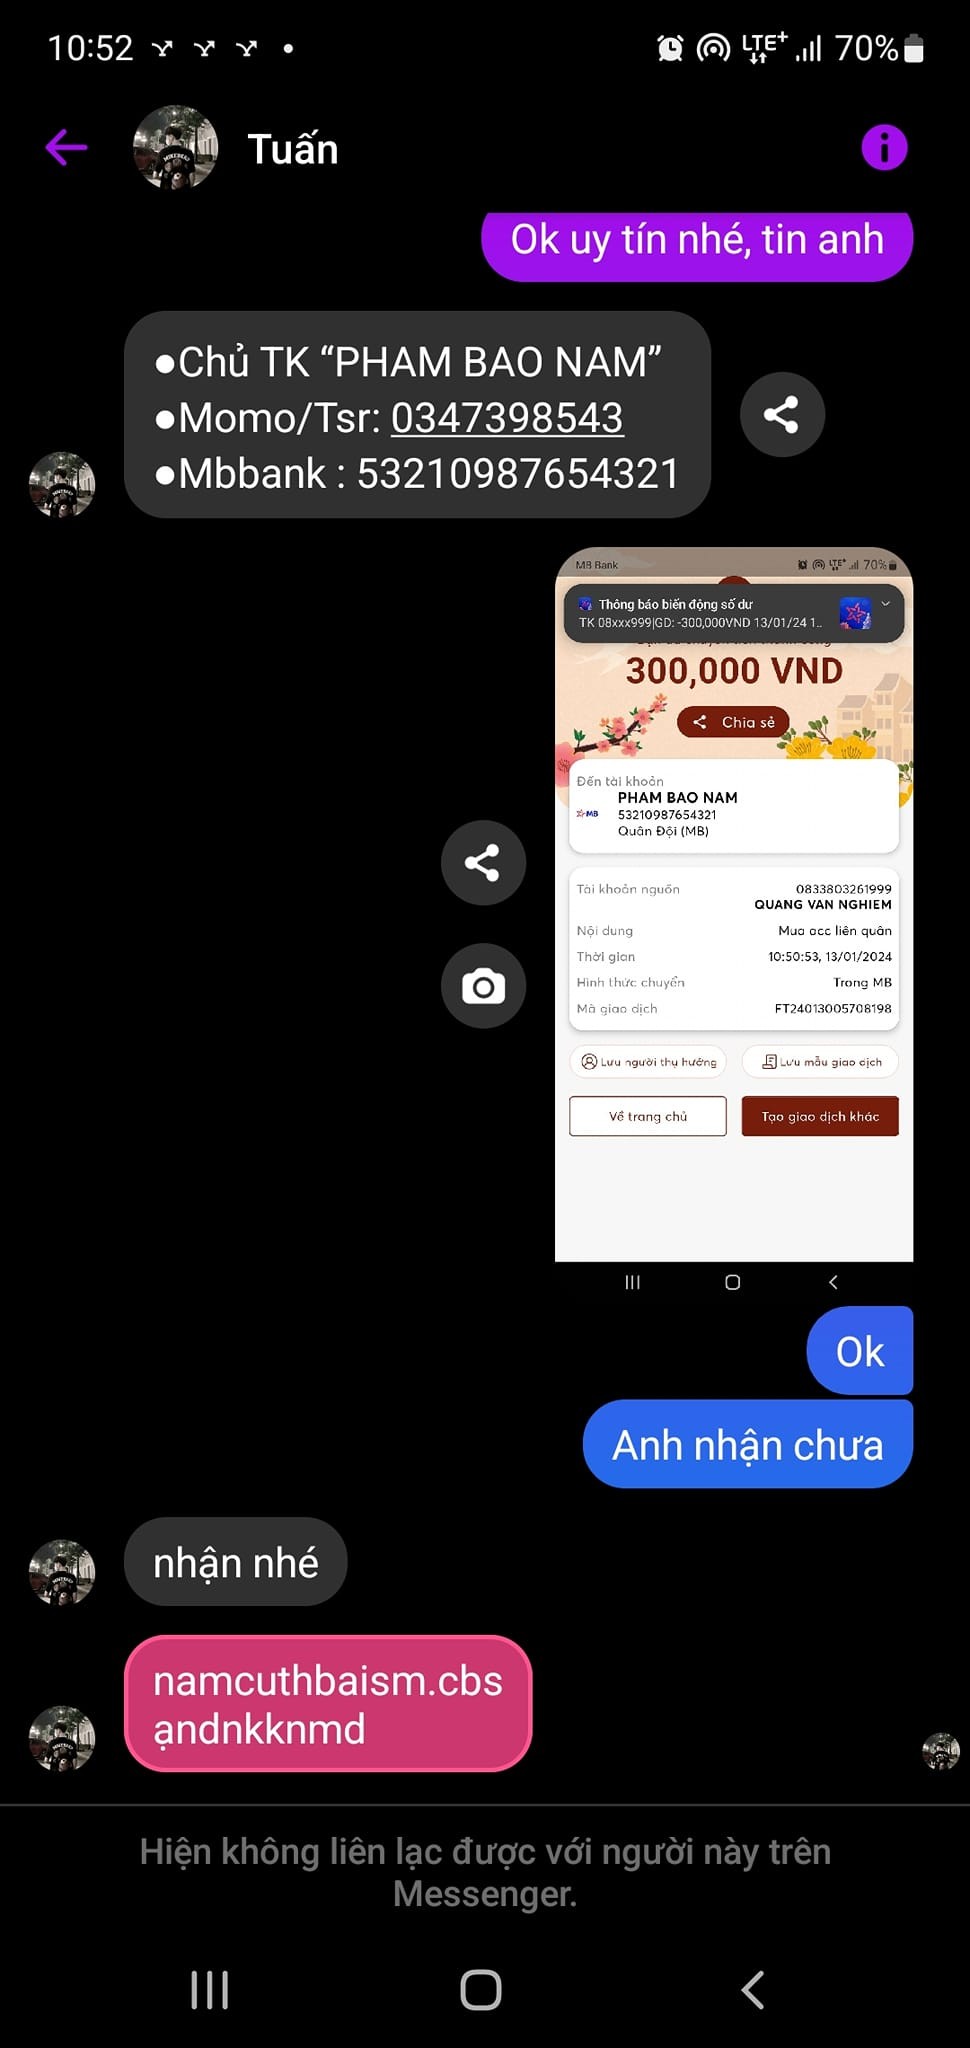 10:52
LTE+ 70%
Tuấn
Ok uy tín nhé, tin anh
●Chủ TK “PHAM BAO NAM”
●Momo/Tsr: 0347398543
●Mbbank : 53210987654321
MB Bank LTE+ 70%
Thông báo biến động số dư
TK 08xxx999|GD: -300,000VND 13/01/24 1..
300,000 VND
Chia sẻ
Đến tài khoản
PHAM BAO NAM
53210987654321
MB
Quân Đội (MB)
Tài khoản nguồn 0833803261999
QUANG VAN NGHIEM
Nội dung Mua acc liên quân
Thời gian 10:50:53, 13/01/2024
Hình thức chuyển Trong MB
Mã giao dịch FT24013005708198
Lưu người thụ hưởng Lưu mẫu giao dịch
Về trang chủ Tạo giao dịch khác
Ok
Anh nhận chưa
nhận nhé
namcuthbaism.cbs
ạndnkknmd
Hiện không liên lạc được với người này trên
Messenger.